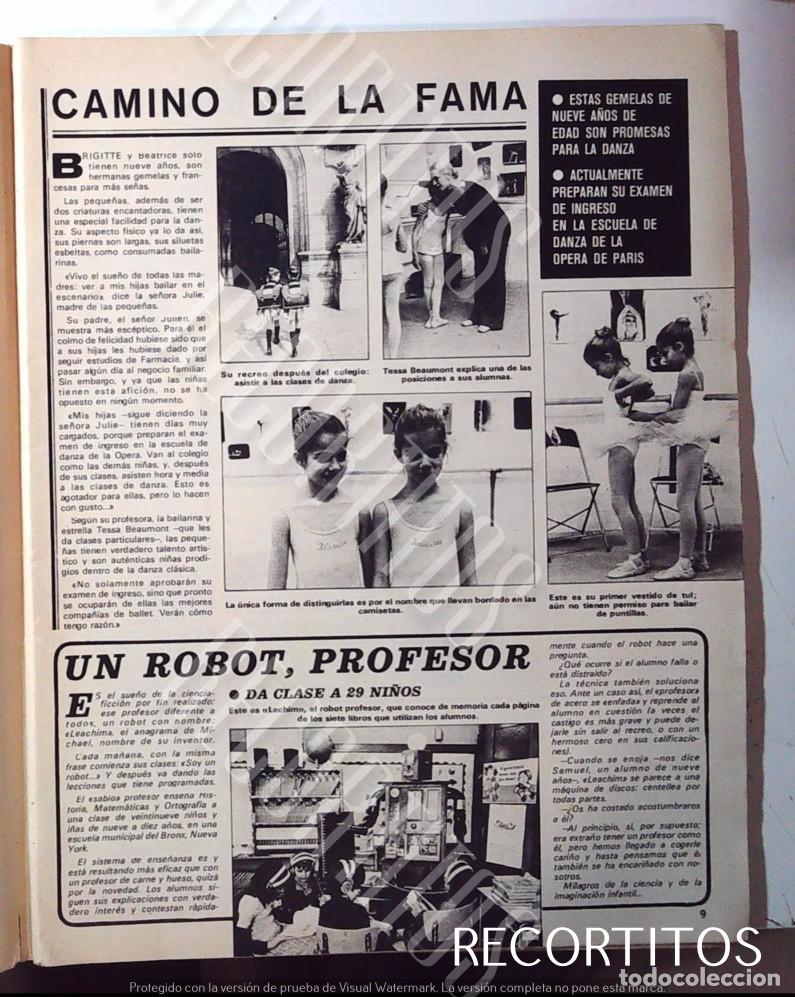 CAMINO DE LA FAMA
BRIGITTE y Beatrice sólo
tienen nueve años, son
hermanas gemelas y fran-
cesas para más señas.
Las pequeñas, además de ser
dos criaturas encantadoras, tienen
una especial facilidad para la dan-
za. Su aspecto físico ya lo da así,
sus piernas son largas, sus siluetas
esbeltas, como consumadas baila-
rinas.
«Vivo el sueño de todas las ma-
dres: ver a mis hijas bailar en el
escenario», dice la señora Julie,
madre de las pequeñas.
Su padre, el señor Julien, se
muestra más escéptico. Para él el
colmo de felicidad hubiese sido que
a sus hijas les hubiese dado por
seguir estudios de Farmacia, y así
pasar algún día al negocio familiar.
Sin embargo, y ya que las niñas
tienen esta afición, no se ha
opuesto en ningún momento.
«Mis hijas —sigue diciendo la
señora Julie— tienen días muy
cargados, porque preparan el exa-
men de ingreso en la escuela de
danza de la Opera. Van al colegio
como las demás niñas, y, después
de sus clases, asisten hora y media
a las clases de danza. Esto es
agotador para ellas, pero lo hacen
con gusto...»
Según su profesora, la bailarina y
estrella Tessa Beaumont —que les
da clases particulares—, las peque-
ñas tienen verdadero talento artís-
tico y son auténticas niñas prodi-
gios dentro de la danza clásica.
«No solamente aprobarán su
examen de ingreso, sino que pronto
se ocuparán de ellas las mejores
compañías de ballet. Verán cómo
tengo razón.»
Su recreo después del colegio:
asistir a las clases de danza.
Tessa Beaumont explica una de las
posiciones a sus alumnas.
La única forma de distinguirlas es por el nombre que llevan bordado en las
camisetas.
● ESTAS GEMELAS DE
NUEVE AÑOS DE
EDAD SON PROMESAS
PARA LA DANZA
● ACTUALMENTE
PREPARAN SU EXAMEN
DE INGRESO
EN LA ESCUELA DE
DANZA DE LA
OPERA DE PARIS
Este es su primer vestido de tul;
aún no tienen permiso para bailar
de puntillas.
UN ROBOT, PROFESOR
● DA CLASE A 29 NIÑOS
Este es «Leachim», el robot profesor, que conoce de memoria cada página
de los siete libros que utilizan los alumnos.
ES el sueño de la ciencia-
ficción por fin realizado:
ese profesor diferente a
todos, un robot con nombre:
«Leachim», el anagrama de Mi-
chael, nombre de su inventor.
Cada mañana, con la misma
frase comienza sus clases: «Soy un
robot...» Y después va dando las
lecciones que tiene programadas.
El «sabio» profesor enseña His-
toria, Matemáticas y Ortografía a
una clase de veintinueve niños y
niñas de nueve a diez años, en una
escuela municipal del Bronx, Nueva
York.
El sistema de enseñanza es y
está resultando más eficaz que con
un profesor de carne y hueso, quizá
por la novedad. Los alumnos si-
guen sus explicaciones con verda-
dero interés y contestan rápida-
mente cuando el robot hace una
pregunta.
¿Qué ocurre si el alumno falla o
está distraído?
La técnica también soluciona
eso. Ante un caso así, el «profesor»
de acero se «enfada» y reprende al
alumno en cuestión (a veces el
castigo es más grave y puede de-
jarle sin salir al recreo, o con un
hermoso cero en sus calificacio-
nes).
—Cuando se enoja —nos dice
Samuel, un alumno de nueve
años—, «Leachim» se parece a una
máquina de discos: centellea por
todas partes.
—¿Os ha costado acostumbraros
a él?
—Al principio, sí, por supuesto;
era extraño tener un profesor como
él, pero hemos llegado a cogerle
cariño y hasta pensamos que él
también se ha encariñado con no-
sotros.
Milagros de la ciencia y de la
imaginación infantil...
9
RECORTITOS
todocoleccion
Protegido con la versión de prueba de Visual Watermark. La versión completa no pone esta marca.